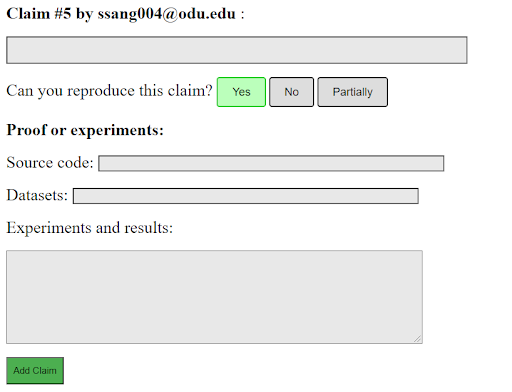 Claim #5 by ssang004@odu.edu :
Can you reproduce this claim? Yes No Partially
Proof or experiments:
Source code:
Datasets:
Experiments and results:
Add Claim